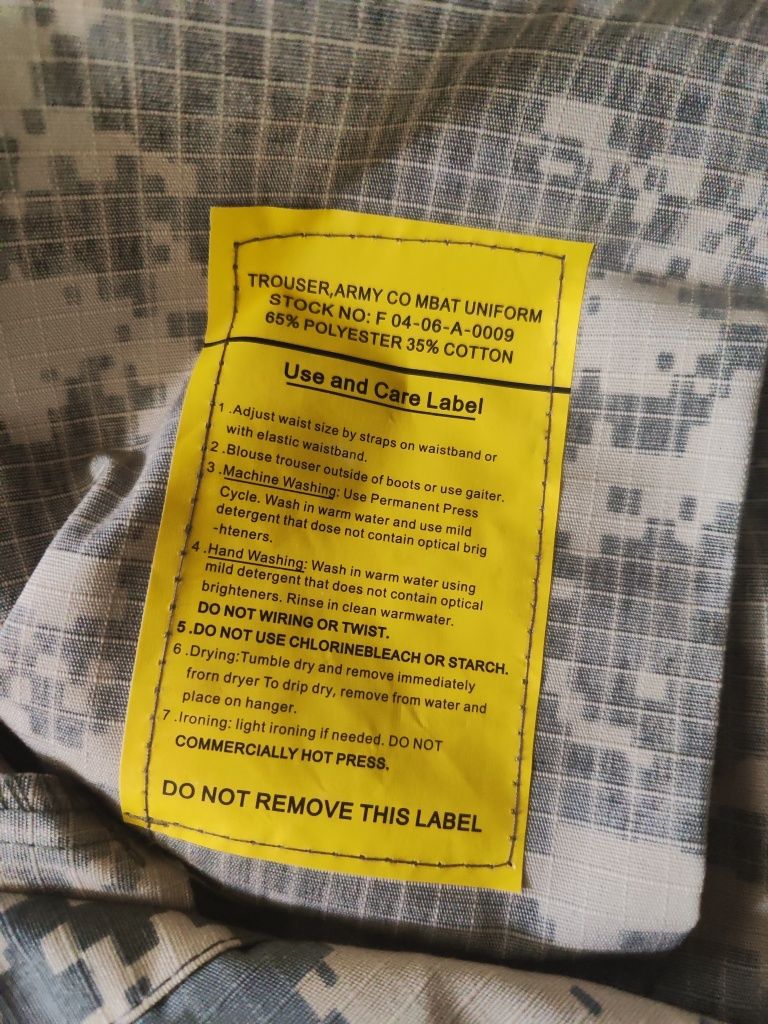 TROUSER,ARMY CO MBAT UNIFORM
STOCK NO: F 04-06-A-0009
65% POLYESTER 35% COTTON
Use and Care Label
1 .Adjust waist size by straps on waistband or
with elastic waistband.
2 .Blouse trouser outside of boots or use gaiter.
3 .Machine Washing: Use Permanent Press
Cycle. Wash in warm water and use mild
detergent that dose not contain optical brig
-hteners.
4 .Hand Washing: Wash in warm water using
mild detergent that does not contain optical
brighteners. Rinse in clean warmwater.
DO NOT WIRING OR TWIST.
5 .DO NOT USE CHLORINEBLEACH OR STARCH.
6 .Drying:Tumble dry and remove immediately
frorn dryer To drip dry, remove from water and
place on hanger.
7 .Ironing: light ironing if needed. DO NOT
COMMERCIALLY HOT PRESS.
DO NOT REMOVE THIS LABEL